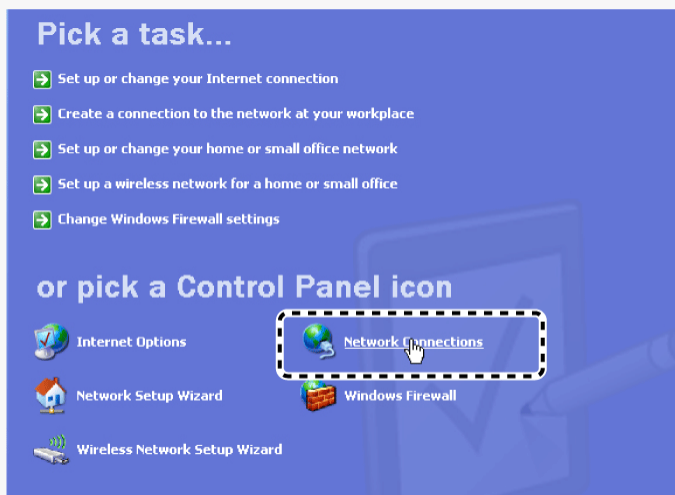 Pick a task...
Set up or change your Internet connection
Create a connection to the network at your workplace
Set up or change your home or small office network
Set up a wireless network for a home or small office
Change Windows Firewall settings
or pick a Control Panel icon
Internet Options
Network Connections
Network Setup Wizard
Windows Firewall
Wireless Network Setup Wizard